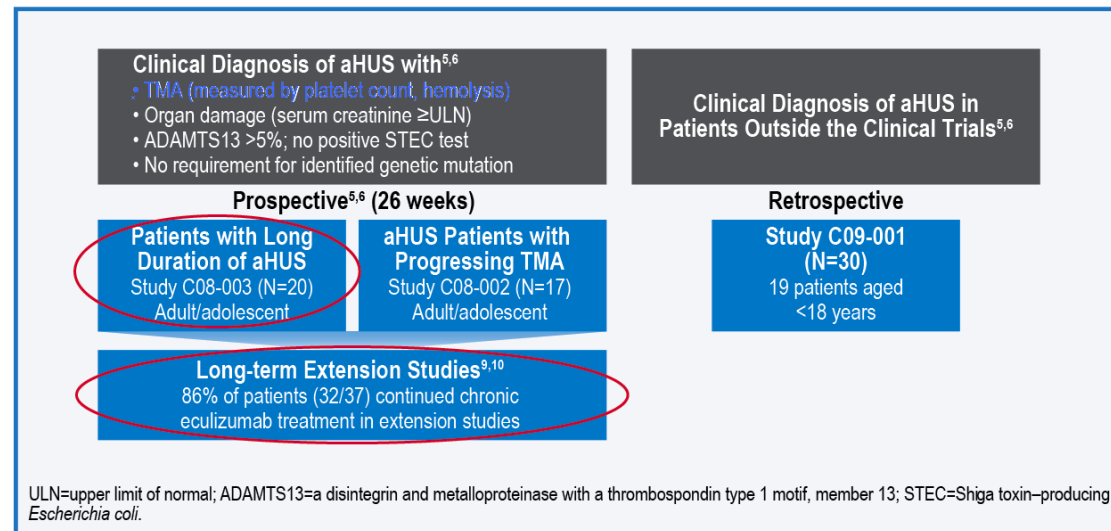 Clinical Diagnosis of aHUS with5,6
• TMA (measured by platelet count, hemolysis)
• Organ damage (serum creatinine ≥ULN)
• ADAMTS13 >5%; no positive STEC test
• No requirement for identified genetic mutation
Clinical Diagnosis of aHUS in
Patients Outside the Clinical Trials5,6
Prospective5,6 (26 weeks)
Retrospective
Patients with Long
Duration of aHUS
Study C08-003 (N=20)
Adult/adolescent
aHUS Patients with
Progressing TMA
Study C08-002 (N=17)
Adult/adolescent
Study C09-001
(N=30)
19 patients aged
<18 years
Long-term Extension Studies9,10
86% of patients (32/37) continued chronic
eculizumab treatment in extension studies
ULN=upper limit of normal; ADAMTS13=a disintegrin and metalloproteinase with a thrombospondin type 1 motif, member 13; STEC=Shiga toxin–producing
Escherichia coli.